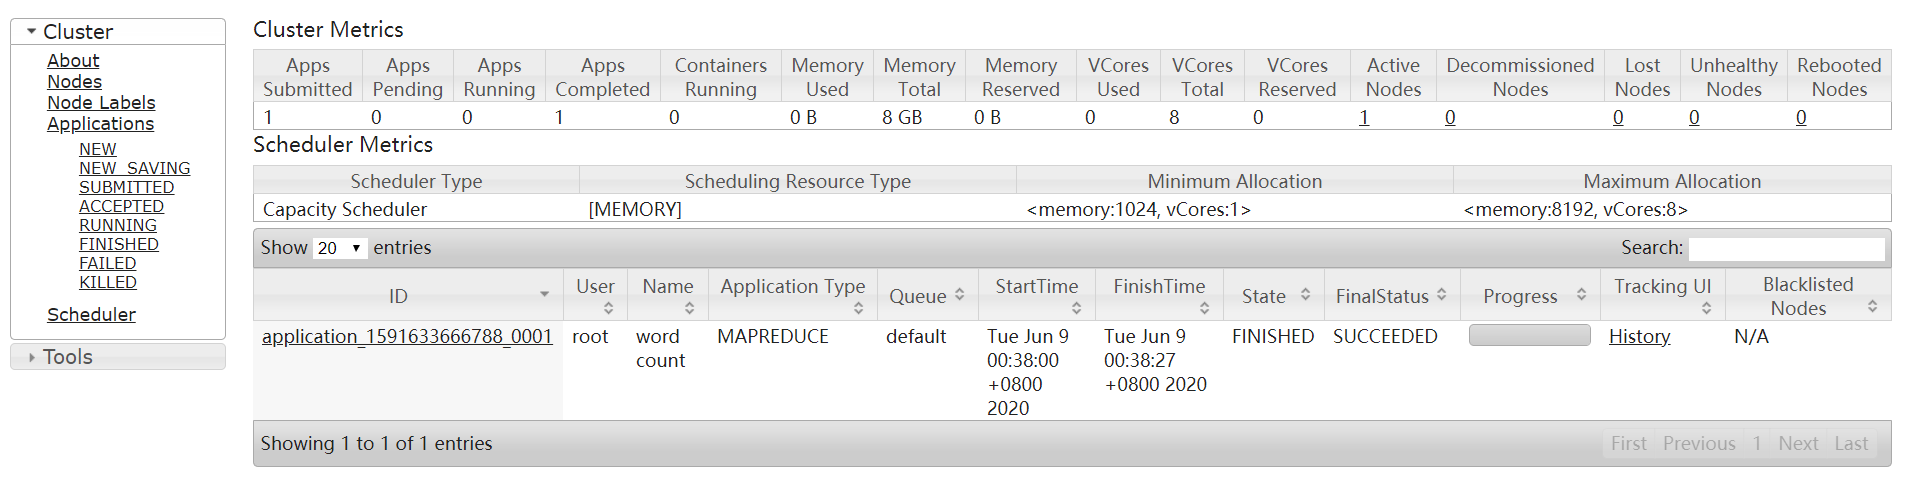 Cluster
About
Nodes
Node Labels
Applications
NEW
NEW_SAVING
SUBMITTED
ACCEPTED
RUNNING
FINISHED
FAILED
KILLED
Scheduler
Tools
Cluster Metrics
Apps Submitted Apps Pending Apps Running Apps Completed Containers Running Memory Used Memory Total Memory Reserved VCores Used VCores Total VCores Reserved Active Nodes Decommissioned Nodes Lost Nodes Unhealthy Nodes Rebooted Nodes
1 0 0 1 0 0 B 8 GB 0 B 0 8 0 1 0 0 0 0
Scheduler Metrics
Scheduler Type Scheduling Resource Type Minimum Allocation Maximum Allocation
Capacity Scheduler [MEMORY] <memory:1024, vCores:1> <memory:8192, vCores:8>
Show 20 entries Search:
ID User Name Application Type Queue StartTime FinishTime State FinalStatus Progress Tracking UI Blacklisted Nodes
application_1591633666788_0001 root word count MAPREDUCE default Tue Jun 9 00:38:00 +0800 2020 Tue Jun 9 00:38:27 +0800 2020 FINISHED SUCCEEDED History N/A
Showing 1 to 1 of 1 entries First Previous 1 Next Last